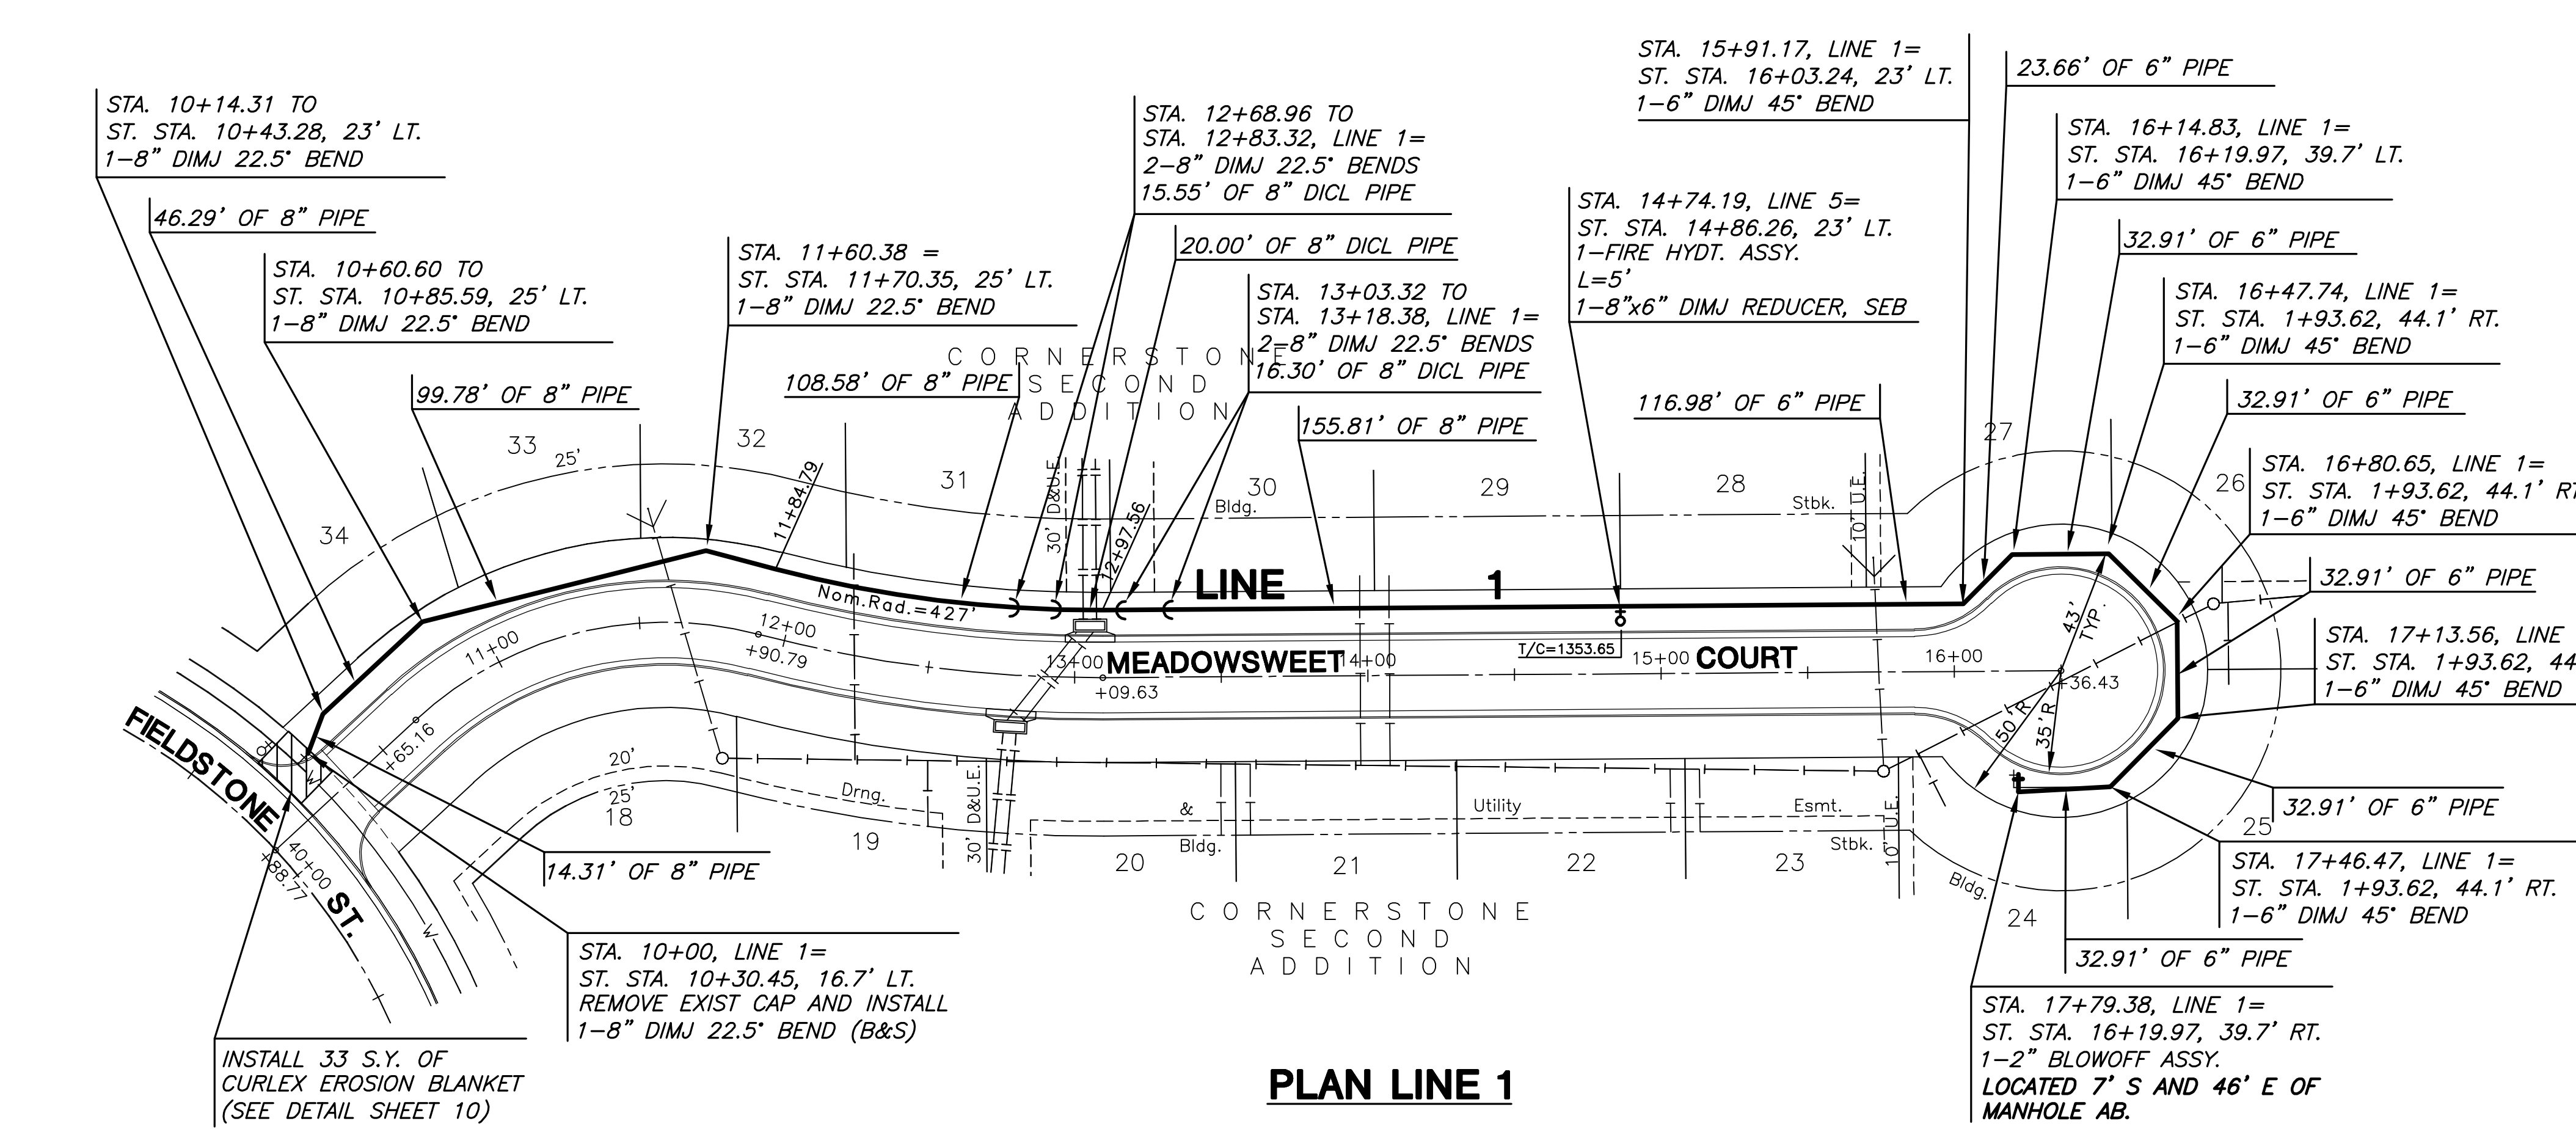 STA. 10+14.31 TO
ST. STA. 10+43.28, 23' LT.
1-8" DIMJ 22.5° BEND
46.29' OF 8" PIPE
STA. 10+60.60 TO
ST. STA. 10+85.59, 25' LT.
1-8" DIMJ 22.5° BEND
99.78' OF 8" PIPE
STA. 11+60.38 =
ST. STA. 11+70.35, 25' LT.
1-8" DIMJ 22.5° BEND
108.58' OF 8" PIPE
STA. 12+68.96 TO
STA. 12+83.32, LINE 1=
2-8" DIMJ 22.5° BENDS
15.55' OF 8" DICL PIPE
20.00' OF 8" DICL PIPE
STA. 13+03.32 TO
STA. 13+18.38, LINE 1=
2-8" DIMJ 22.5° BENDS
16.30' OF 8" DICL PIPE
155.81' OF 8" PIPE
STA. 14+74.19, LINE 5=
ST. STA. 14+86.26, 23' LT.
1-FIRE HYDT. ASSY.
L=5'
1-8"x6" DIMJ REDUCER, SEB
116.98' OF 6" PIPE
STA. 15+91.17, LINE 1=
ST. STA. 16+03.24, 23' LT.
1-6" DIMJ 45° BEND
23.66' OF 6" PIPE
STA. 16+14.83, LINE 1=
ST. STA. 16+19.97, 39.7' LT.
1-6" DIMJ 45° BEND
32.91' OF 6" PIPE
STA. 16+47.74, LINE 1=
ST. STA. 1+93.62, 44.1' RT.
1-6" DIMJ 45° BEND
32.91' OF 6" PIPE
STA. 16+80.65, LINE 1=
ST. STA. 1+93.62, 44.1' RT
1-6" DIMJ 45° BEND
32.91' OF 6" PIPE
STA. 17+13.56, LINE
ST. STA. 1+93.62, 44
1-6" DIMJ 45° BEND
32.91' OF 6" PIPE
STA. 17+46.47, LINE 1=
ST. STA. 1+93.62, 44.1' RT.
1-6" DIMJ 45° BEND
32.91' OF 6" PIPE
STA. 17+79.38, LINE 1=
ST. STA. 16+19.97, 39.7' RT.
1-2" BLOWOFF ASSY.
LOCATED 7' S AND 46' E OF
MANHOLE AB.
CORNERSTONE
SECOND
ADDITION
34
33
25'
32
31
30
29
28
27
26
25
24
11+84.79
30' D&U.E.
12+97.56
Bldg.
Stbk.
10' U.E.
LINE 1
Nom.Rad.=427'
11+00
12+00
+90.79
13+00
+09.63
MEADOWSWEET
14+00
T/C=1353.65
15+00
COURT
16+00
+36.43
43'
TYP.
50'R
35'R
+65.16
FIELDSTONE
ST.
40+00
+88.77
W
W
20'
25'
18
Drng.
19
30' D&U.E.
&
Bldg.
20
21
Utility
22
Esmt.
23
Stbk.
10' U.E.
Bldg.
14.31' OF 8" PIPE
STA. 10+00, LINE 1=
ST. STA. 10+30.45, 16.7' LT.
REMOVE EXIST CAP AND INSTALL
1-8" DIMJ 22.5° BEND (B&S)
INSTALL 33 S.Y. OF
CURLEX EROSION BLANKET
(SEE DETAIL SHEET 10)
CORNERSTONE
SECOND
ADDITION
PLAN LINE 1